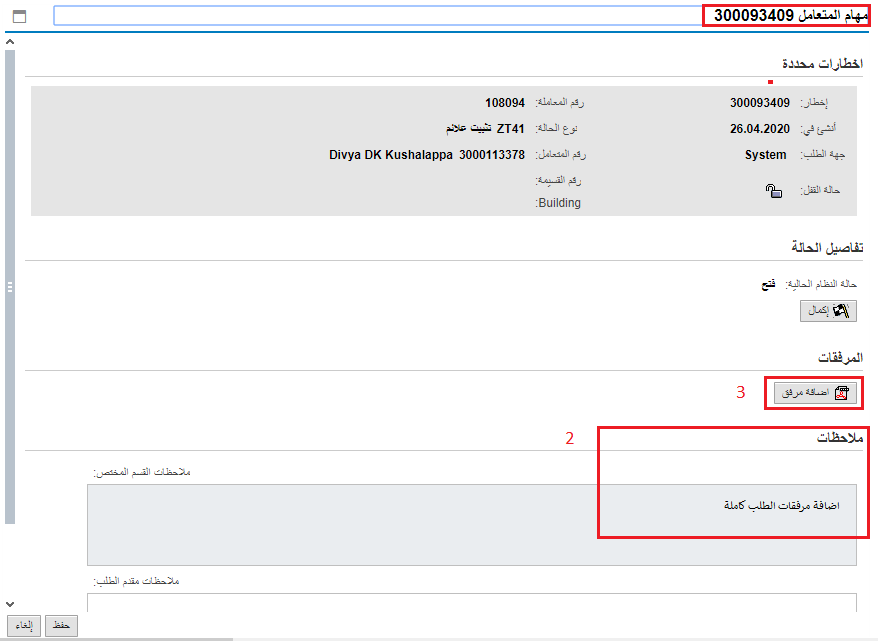 مهام المتعامل 300093409
اخطارات محددة
إخطار: 300093409 رقم المعاملة: 108094
أنشئ في: 26.04.2020 نوع الحالة: ZT41 تثبيت علائم
جهة الطلب: System رقم المتعامل: 3000113378 Divya DK Kushalappa
حالة القفل: رقم القسيمة:
Building:
تفاصيل الحالة
حالة النظام الحالية: فتح
إكمال
المرفقات
اضافة مرفق 3
ملاحظات 2
ملاحظات القسم المختص:
اضافة مرفقات الطلب كاملة
ملاحظات مقدم الطلب:
حفظ إلغاء